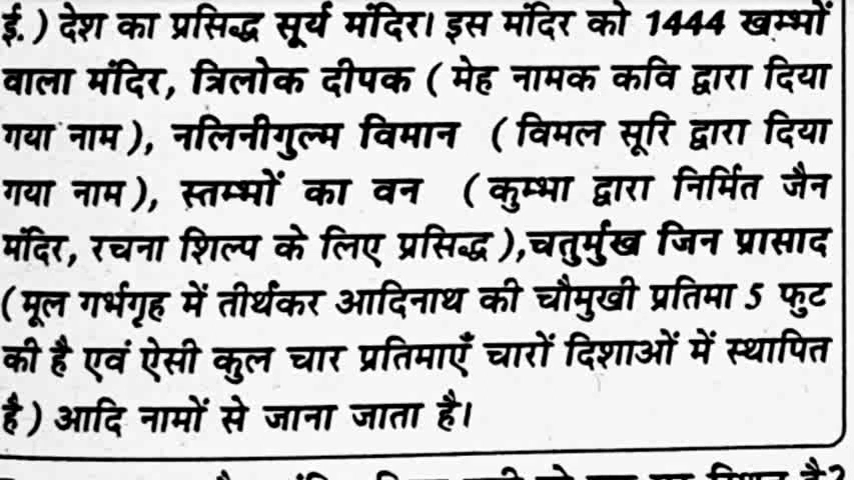 ई.) देश का प्रसिद्ध सूर्य मंदिर। इस मंदिर को 1444 खम्भों
वाला मंदिर, त्रिलोक दीपक ( मेह नामक कवि द्वारा दिया
गया नाम ), नलिनीगुल्म विमान ( विमल सूरि द्वारा दिया
गया नाम ), स्तम्भों का वन ( कुम्भा द्वारा निर्मित जैन
मंदिर, रचना शिल्प के लिए प्रसिद्ध ),चतुर्मुख जिन प्रासाद
( मूल गर्भगृह में तीर्थंकर आदिनाथ की चौमुखी प्रतिमा 5 फुट
की है एवं ऐसी कुल चार प्रतिमाएँ चारों दिशाओं में स्थापित
है ) आदि नामों से जाना जाता है।